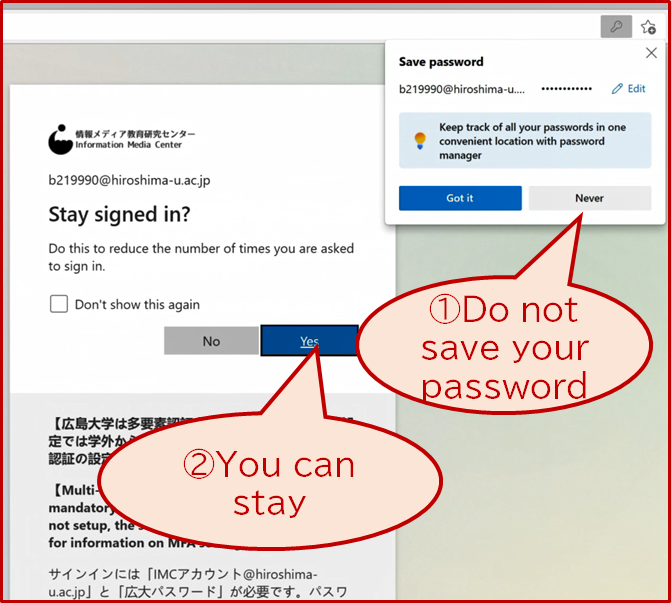 Save password
b219990@hiroshima-u.... •••••••••••• Edit
Keep track of all your passwords in one
convenient location with password
manager
Got it Never
情報メディア教育研究センター
Information Media Center
b219990@hiroshima-u.ac.jp
Stay signed in?
Do this to reduce the number of times you are asked
to sign in.
Don't show this again
No Yes
①Do not
save your
password
②You can
stay
【広島大学は多要素認証
定では学外から
認証の設定
【Multi-
mandatory
not setup, the
for information on MFA
サインインには「IMCアカウント@hiroshima-
u.ac.jp」と「広大パスワード」が必要です。パスワ